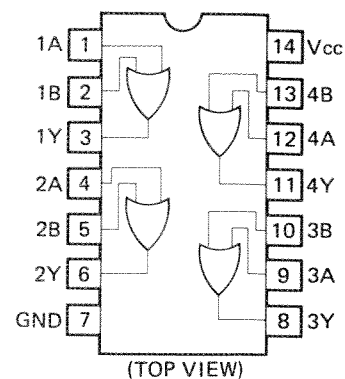 1A 1 14 Vcc
1B 2 13 4B
1Y 3 12 4A
2A 4 11 4Y
2B 5 10 3B
2Y 6 9 3A
GND 7 8 3Y
(TOP VIEW)